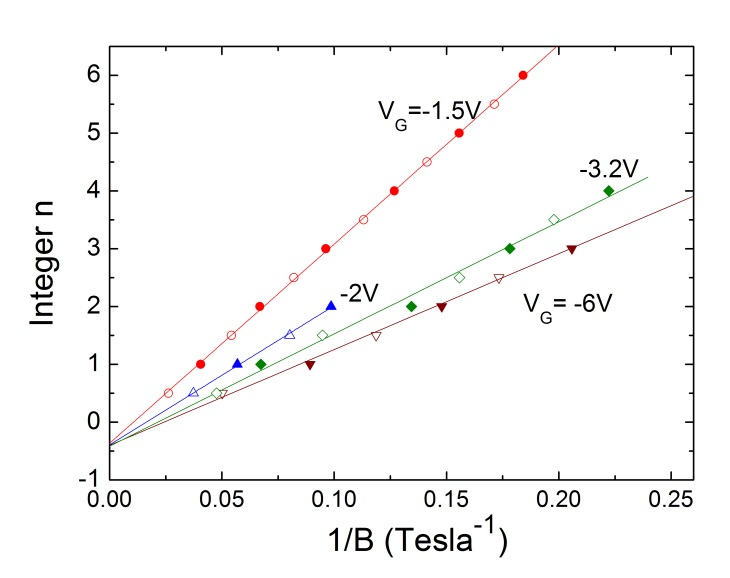 6
5
4
3
2
1
0
-1
Integer n
V_G=-1.5V
-3.2V
-2V
V_G= -6V
0.00 0.05 0.10 0.15 0.20 0.25
1/B (Tesla^-1)